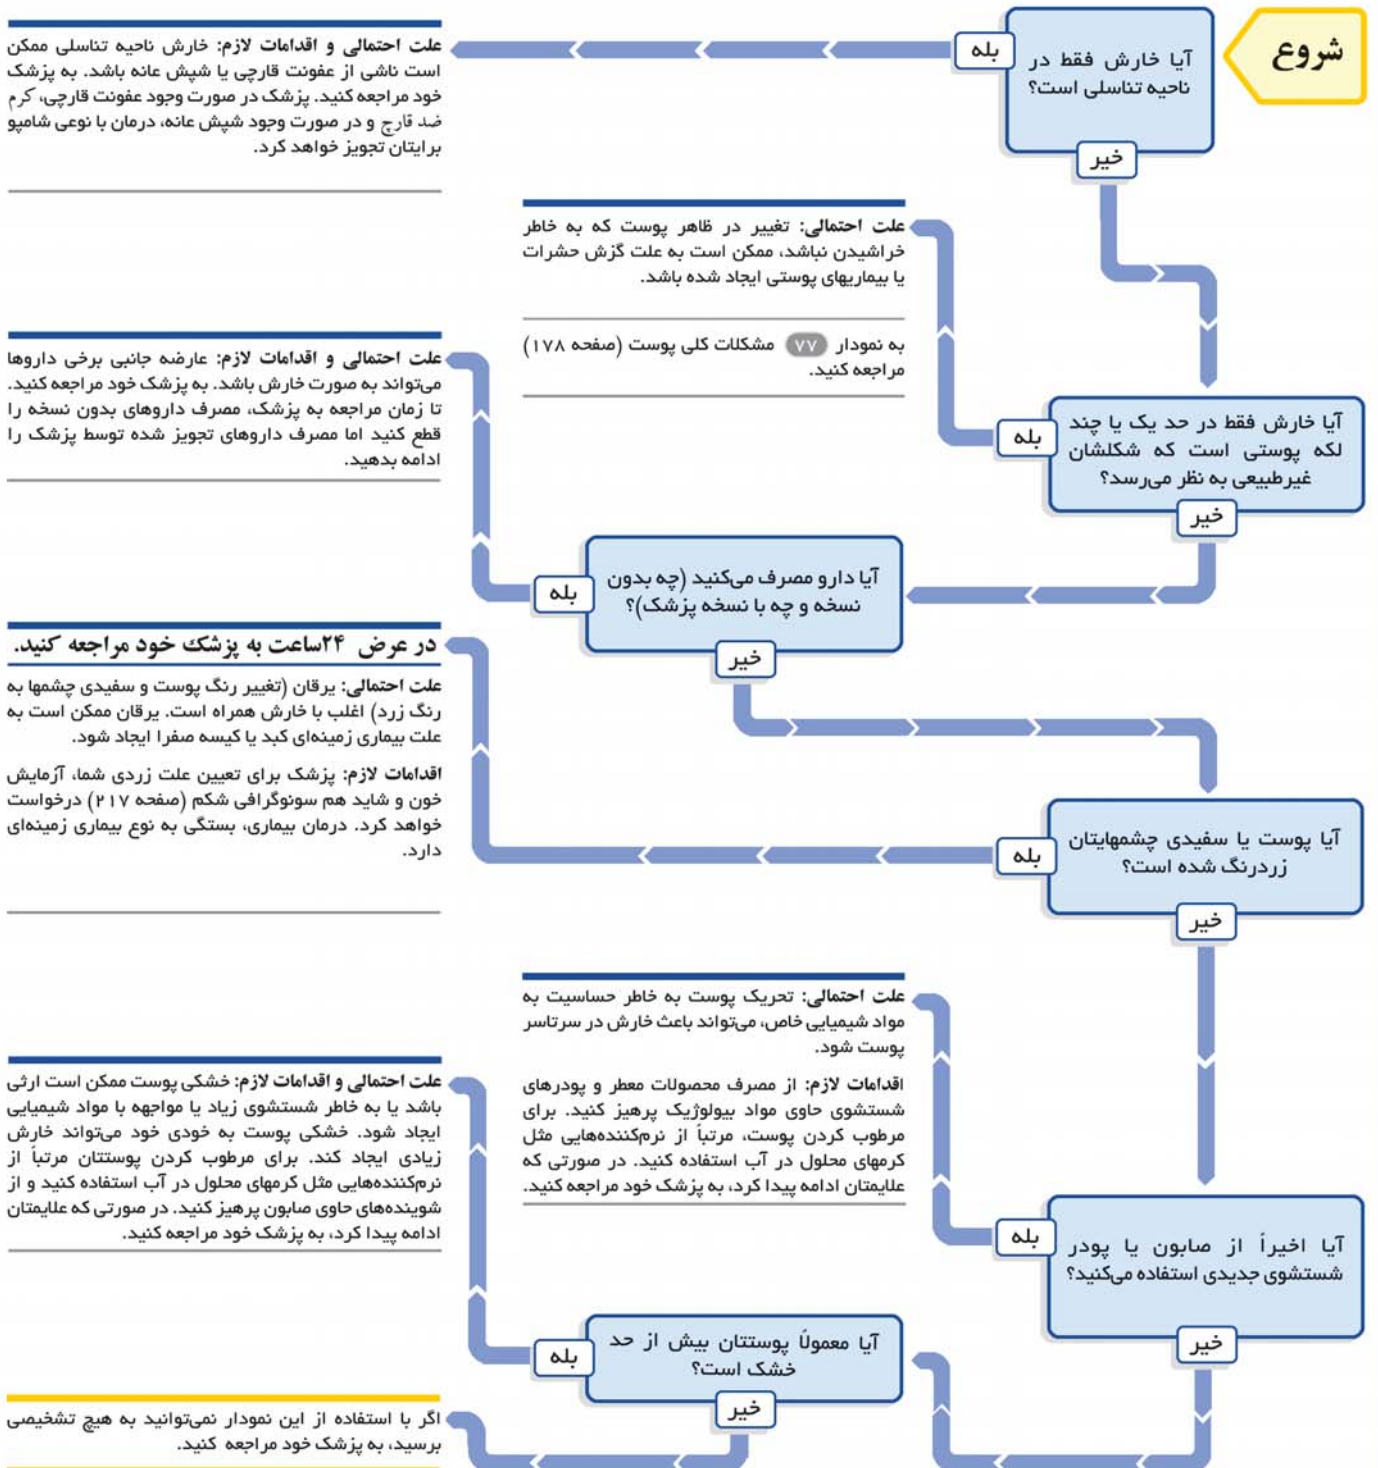 شروع
آیا خارش فقط در
ناحیه تناسلی است؟
بله
خیر
علت احتمالی و اقدامات لازم: خارش ناحیه تناسلی ممکن
است ناشی از عفونت قارچی یا شپش عانه باشد. به پزشک
خود مراجعه کنید. پزشک در صورت وجود عفونت قارچی، کرم
ضد قارچ و در صورت وجود شپش عانه، درمان با نوعی شامپو
برایتان تجویز خواهد کرد.
آیا خارش فقط در حد یک یا چند
لکه پوستی است که شکلشان
غیرطبیعی به نظر می‌رسد؟
بله
خیر
علت احتمالی: تغییر در ظاهر پوست که به خاطر
خراشیدن نباشد، ممکن است به علت گزش حشرات
یا بیماریهای پوستی ایجاد شده باشد.
به نمودار ۷۷ مشکلات کلی پوست (صفحه ۱۷۸)
مراجعه کنید.
آیا دارو مصرف می‌کنید (چه بدون
نسخه و چه با نسخه پزشک)؟
بله
خیر
علت احتمالی و اقدامات لازم: عارضه جانبی برخی داروها
می‌تواند به صورت خارش باشد. به پزشک خود مراجعه کنید.
تا زمان مراجعه به پزشک، مصرف داروهای بدون نسخه را
قطع کنید اما مصرف داروهای تجویز شده توسط پزشک را
ادامه بدهید.
آیا پوست یا سفیدی چشمهایتان
زردرنگ شده است؟
بله
خیر
در عرض ۲۴ساعت به پزشک خود مراجعه کنید.
علت احتمالی: یرقان (تغییر رنگ پوست و سفیدی چشمها به
رنگ زرد) اغلب با خارش همراه است. یرقان ممکن است به
علت بیماری زمینه‌ای کبد یا کیسه صفرا ایجاد شود.
اقدامات لازم: پزشک برای تعیین علت زردی شما، آزمایش
خون و شاید هم سونوگرافی شکم (صفحه ۲۱۷) درخواست
خواهد کرد. درمان بیماری، بستگی به نوع بیماری زمینه‌ای
دارد.
آیا اخیراً از صابون یا پودر
شستشوی جدیدی استفاده می‌کنید؟
بله
خیر
علت احتمالی: تحریک پوست به خاطر حساسیت به
مواد شیمیایی خاص، می‌تواند باعث خارش در سرتاسر
پوست شود.
اقدامات لازم: از مصرف محصولات معطر و پودرهای
شستشوی حاوی مواد بیولوژیک پرهیز کنید. برای
مرطوب کردن پوست، مرتباً از نرم‌کننده‌هایی مثل
کرمهای محلول در آب استفاده کنید. در صورتی که
علایمتان ادامه پیدا کرد، به پزشک خود مراجعه کنید.
آیا معمولاً پوستتان بیش از حد
خشک است؟
بله
خیر
علت احتمالی و اقدامات لازم: خشکی پوست ممکن است ارثی
باشد یا به خاطر شستشوی زیاد یا مواجهه با مواد شیمیایی
ایجاد شود. خشکی پوست به خودی خود می‌تواند خارش
زیادی ایجاد کند. برای مرطوب کردن پوستتان مرتباً از
نرم‌کننده‌هایی مثل کرمهای محلول در آب استفاده کنید و از
شوینده‌های حاوی صابون پرهیز کنید. در صورتی که علایمتان
ادامه پیدا کرد، به پزشک خود مراجعه کنید.
اگر با استفاده از این نمودار نمی‌توانید به هیچ تشخیصی
برسید، به پزشک خود مراجعه کنید.